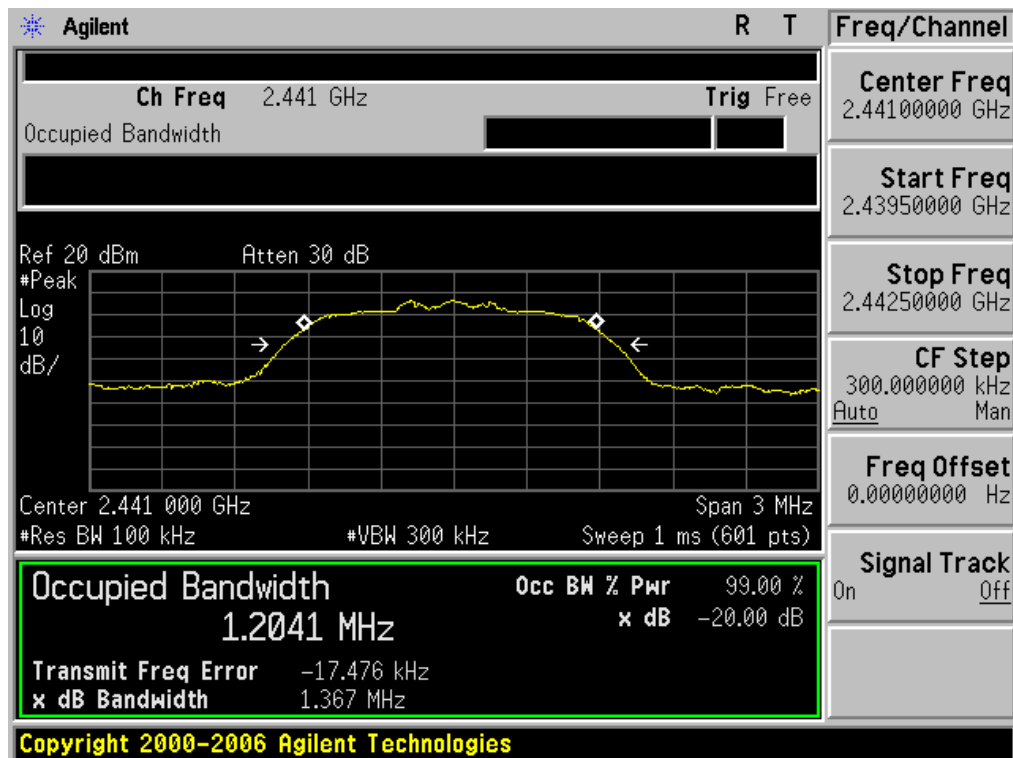 Agilent R T
Freq/Channel
Ch Freq 2.441 GHz Trig Free
Occupied Bandwidth
Center Freq
2.44100000 GHz
Start Freq
2.43950000 GHz
Stop Freq
2.44250000 GHz
CF Step
300.000000 kHz
Auto Man
Freq Offset
0.00000000 Hz
Signal Track
On Off
Ref 20 dBm Atten 30 dB
#Peak
Log
10
dB/
Center 2.441 000 GHz Span 3 MHz
#Res BW 100 kHz #VBW 300 kHz Sweep 1 ms (601 pts)
Occupied Bandwidth
1.2041 MHz
Occ BW % Pwr 99.00 %
x dB -20.00 dB
Transmit Freq Error -17.476 kHz
x dB Bandwidth 1.367 MHz
Copyright 2000-2006 Agilent Technologies